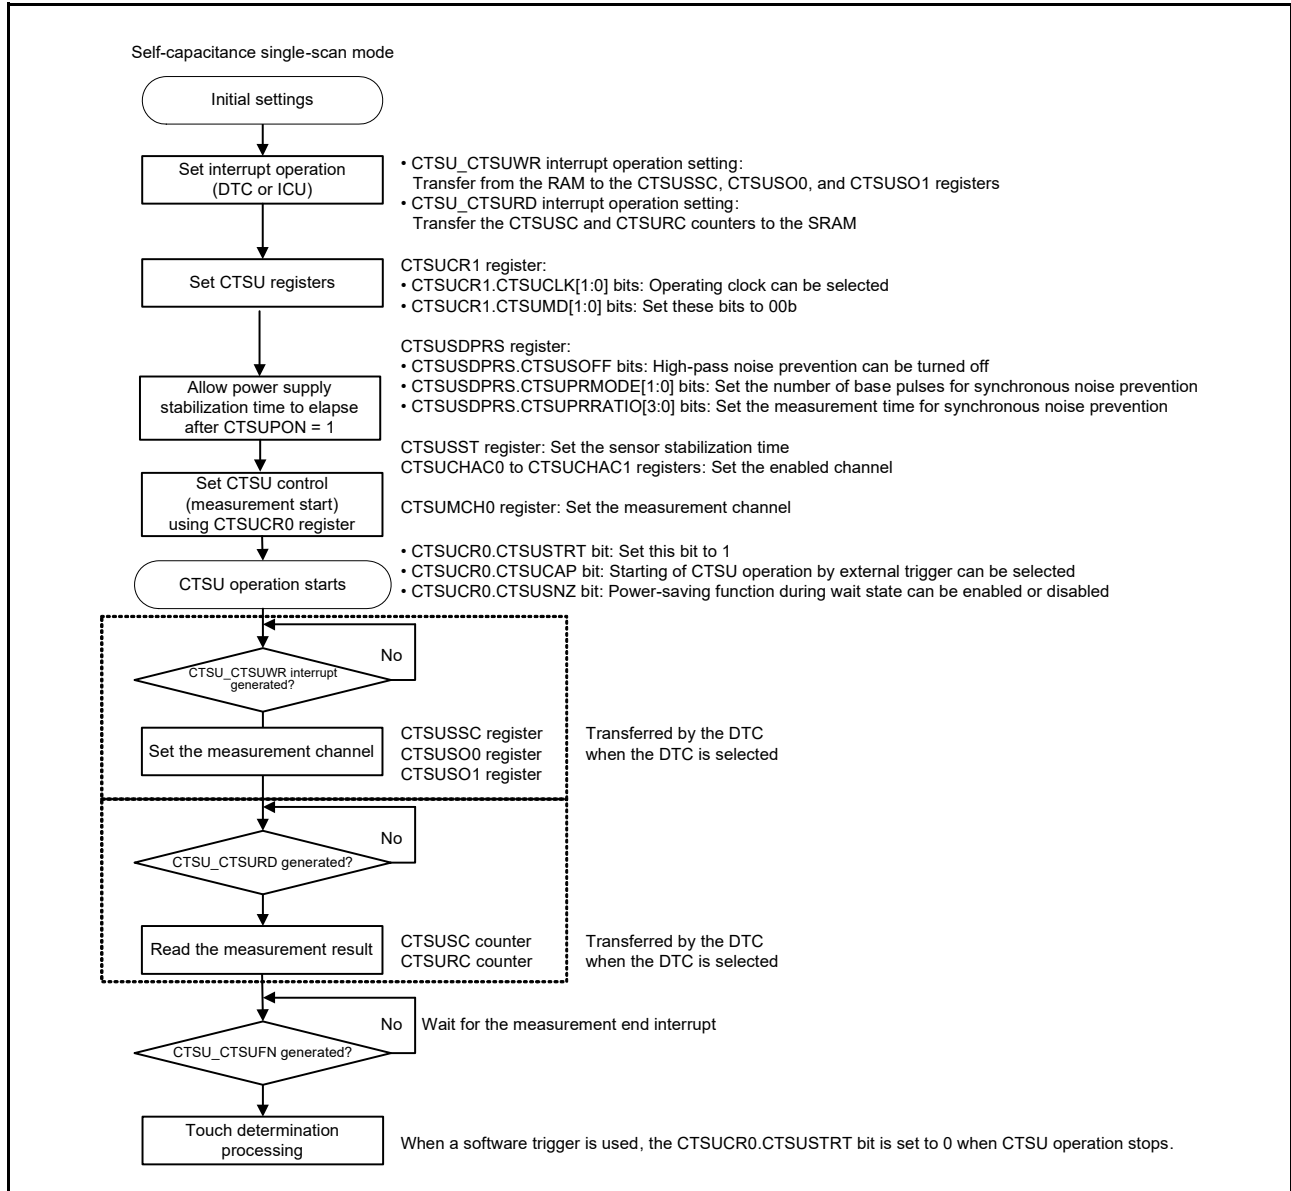 Self-capacitance single-scan mode
Initial settings
Set interrupt operation
(DTC or ICU)
• CTSU_CTSUWR interrupt operation setting:
Transfer from the RAM to the CTSUSSC, CTSUSO0, and CTSUSO1 registers
• CTSU_CTSURD interrupt operation setting:
Transfer the CTSUSC and CTSURC counters to the SRAM
Set CTSU registers
CTSUCR1 register:
• CTSUCR1.CTSUCLK[1:0] bits: Operating clock can be selected
• CTSUCR1.CTSUMD[1:0] bits: Set these bits to 00b
CTSUSDPRS register:
• CTSUSDPRS.CTSUSOFF bits: High-pass noise prevention can be turned off
• CTSUSDPRS.CTSUPRMODE[1:0] bits: Set the number of base pulses for synchronous noise prevention
• CTSUSDPRS.CTSUPRRATIO[3:0] bits: Set the measurement time for synchronous noise prevention
Allow power supply
stabilization time to elapse
after CTSUPON = 1
CTSUSST register: Set the sensor stabilization time
CTSUCHAC0 to CTSUCHAC1 registers: Set the enabled channel
CTSUMCH0 register: Set the measurement channel
Set CTSU control
(measurement start)
using CTSUCR0 register
• CTSUCR0.CTSUSTRT bit: Set this bit to 1
• CTSUCR0.CTSUCAP bit: Starting of CTSU operation by external trigger can be selected
• CTSUCR0.CTSUSNZ bit: Power-saving function during wait state can be enabled or disabled
CTSU operation starts
No
CTSU_CTSUWR interrupt
generated?
Set the measurement channel
CTSUSSC register
CTSUSO0 register
CTSUSO1 register
Transferred by the DTC
when the DTC is selected
No
CTSU_CTSURD generated?
Read the measurement result
CTSUSC counter
CTSURC counter
Transferred by the DTC
when the DTC is selected
No
Wait for the measurement end interrupt
CTSU_CTSUFN generated?
Touch determination
processing
When a software trigger is used, the CTSUCR0.CTSUSTRT bit is set to 0 when CTSU operation stops.